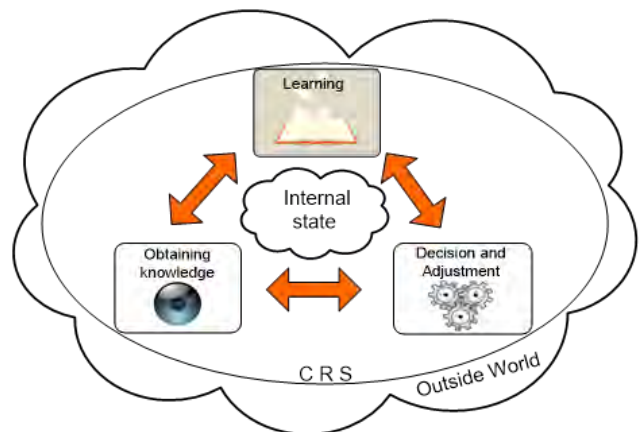 Learning
Internal
state
Obtaining
knowledge
Decision and
Adjustment
C R S
Outside World